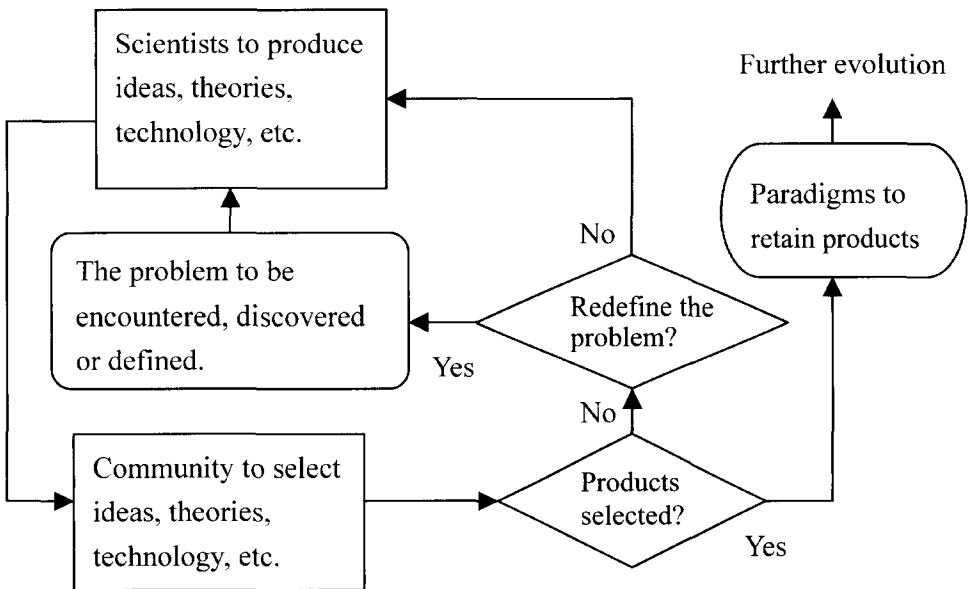 Scientists to produce
ideas, theories,
technology, etc.
Further evolution
Paradigms to
retain products
No
The problem to be
encountered, discovered
or defined.
Redefine the
problem?
Yes
No
Community to select
ideas, theories,
technology, etc.
Products
selected?
Yes